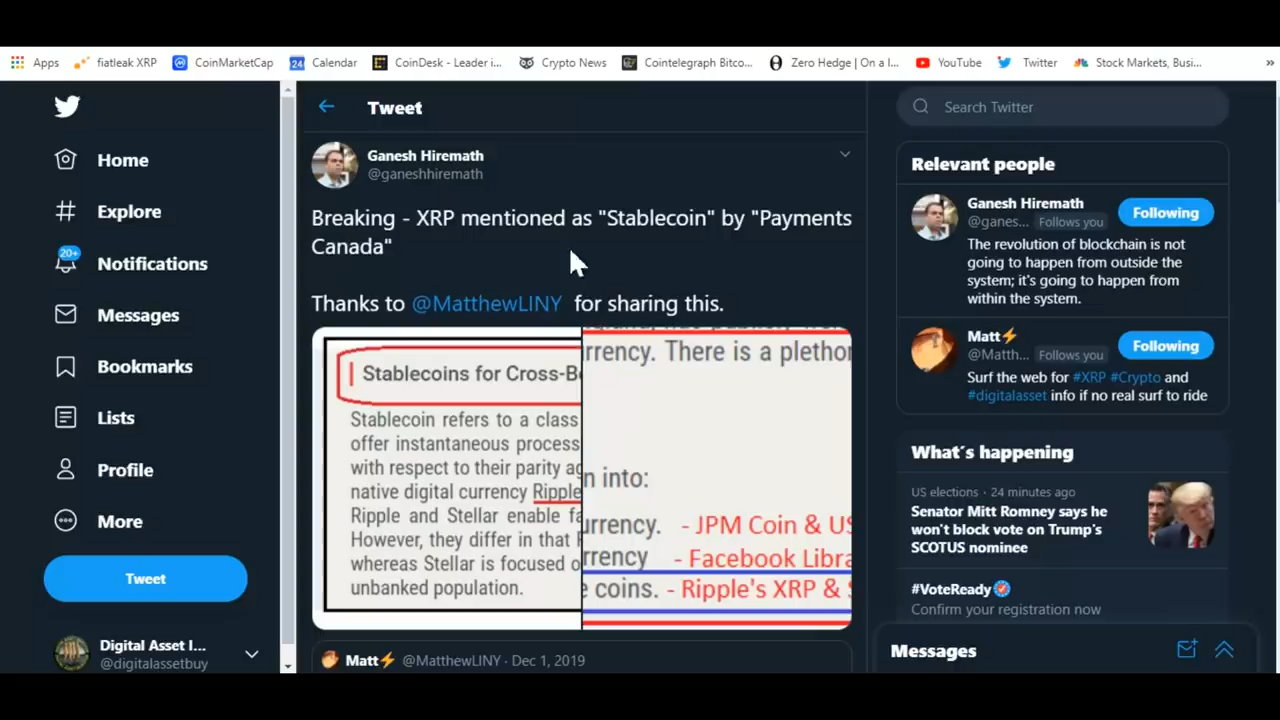 Apps fiatleak XRP CoinMarketCap 24 Calendar CoinDesk - Leader i... Crypto News Cointelegraph Bitco... Zero Hedge | On a l... YouTube Twitter Stock Markets, Busi... »
Home
Explore
20+
Notifications
Messages
Bookmarks
Lists
Profile
More
Tweet
Digital Asset I...
@digitalassetbuy
Tweet
Ganesh Hiremath
@ganeshhiremath
Breaking - XRP mentioned as "Stablecoin" by "Payments
Canada"
Thanks to @MatthewLINY for sharing this.
Stablecoins for Cross-B
Stablecoin refers to a class
offer instantaneous process
with respect to their parity ag
native digital currency Ripple
Ripple and Stellar enable fa
However, they differ in that
whereas Stellar is focused o
unbanked population.
rrency. There is a plethor
n into:
urrency. - JPM Coin & US
rrency - Facebook Libra
e coins. - Ripple's XRP &
Matt⚡ @MatthewLINY · Dec 1, 2019
Search Twitter
Relevant people
Ganesh Hiremath
@ganes... Follows you
Following
The revolution of blockchain is not
going to happen from outside the
system; it's going to happen from
within the system.
Matt⚡
@Matth... Follows you
Following
Surf the web for #XRP #Crypto and
#digitalasset info if no real surf to ride
What's happening
US elections · 24 minutes ago
Senator Mitt Romney says he
won't block vote on Trump's
SCOTUS nominee
#VoteReady
Confirm your registration now
Messages